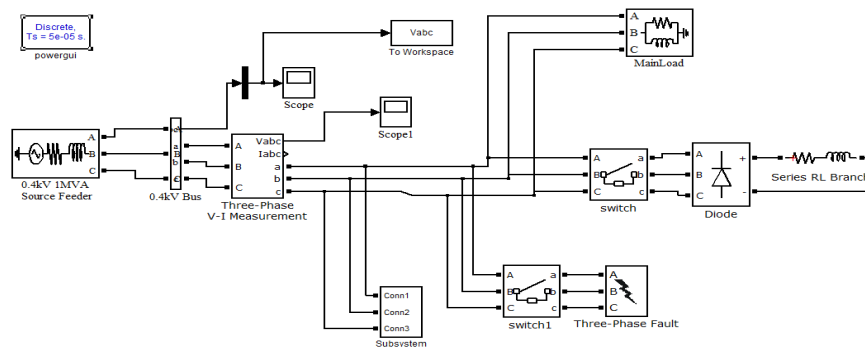 Discrete,
Ts = 5e-05 s.
powergui
Vabc
To Workspace
Scope
Scope1
A
B
C
MainLoad
A
B
C
0.4kV 1MVA
Source Feeder
a
B
b
C
0.4kV Bus
A
B
C
Vabc
Iabc
a
b
c
Three-Phase
V-I Measurement
A
B
C
a
b
c
switch
A
B
C
+
-
Diode
Series RL Branch
Conn1
Conn2
Conn3
Subsystem
A
B
C
a
b
c
switch1
A
B
C
Three-Phase Fault